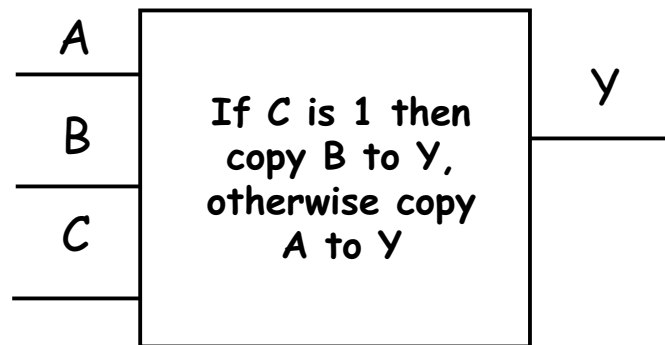 A
B
C
If C is 1 then
copy B to Y,
otherwise copy
A to Y
Y